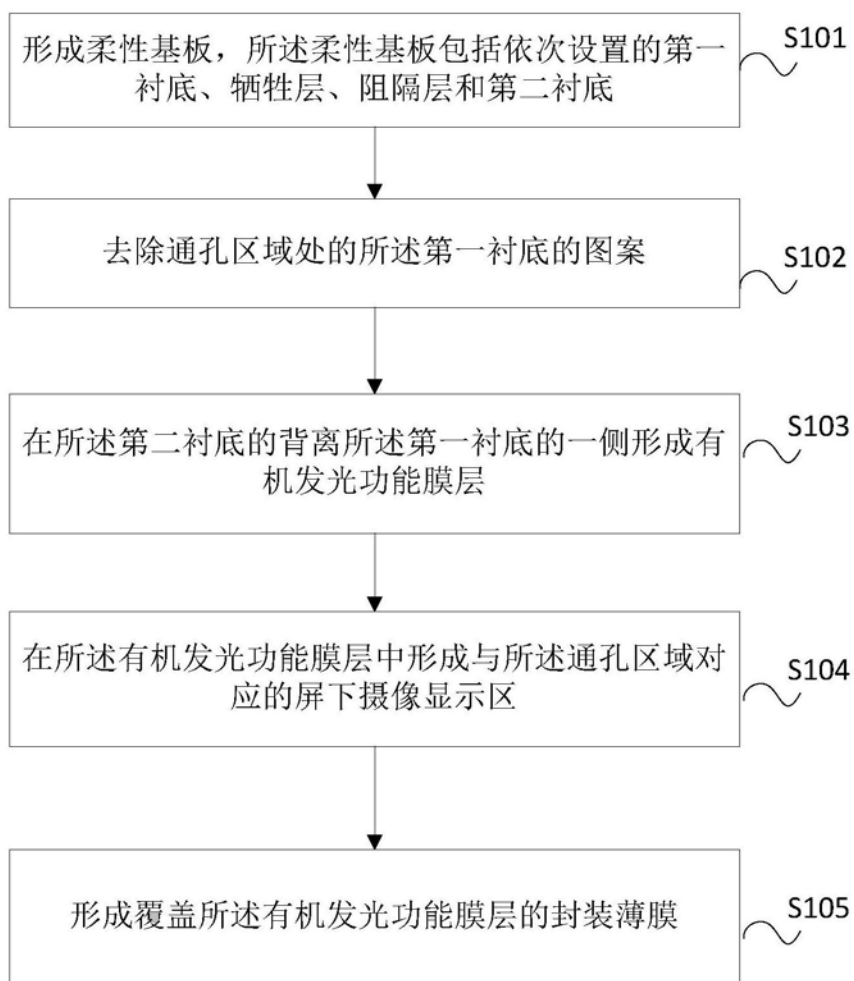 形成柔性基板，所述柔性基板包括依次设置的第一
衬底、牺牲层、阻隔层和第二衬底
S101
去除通孔区域处的所述第一衬底的图案
S102
在所述第二衬底的背离所述第一衬底的一侧形成有
机发光功能膜层
S103
在所述有机发光功能膜层中形成与所述通孔区域对
应的屏下摄像显示区
S104
形成覆盖所述有机发光功能膜层的封装薄膜
S105